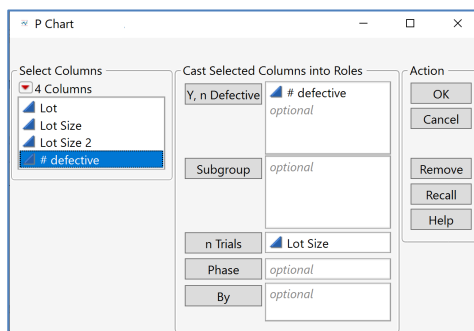 P Chart
Select Columns
4 Columns
Lot
Lot Size
Lot Size 2
# defective
Cast Selected Columns into Roles
Y, n Defective
# defective
optional
Subgroup
optional
n Trials
Lot Size
Phase
optional
By
optional
Action
OK
Cancel
Remove
Recall
Help